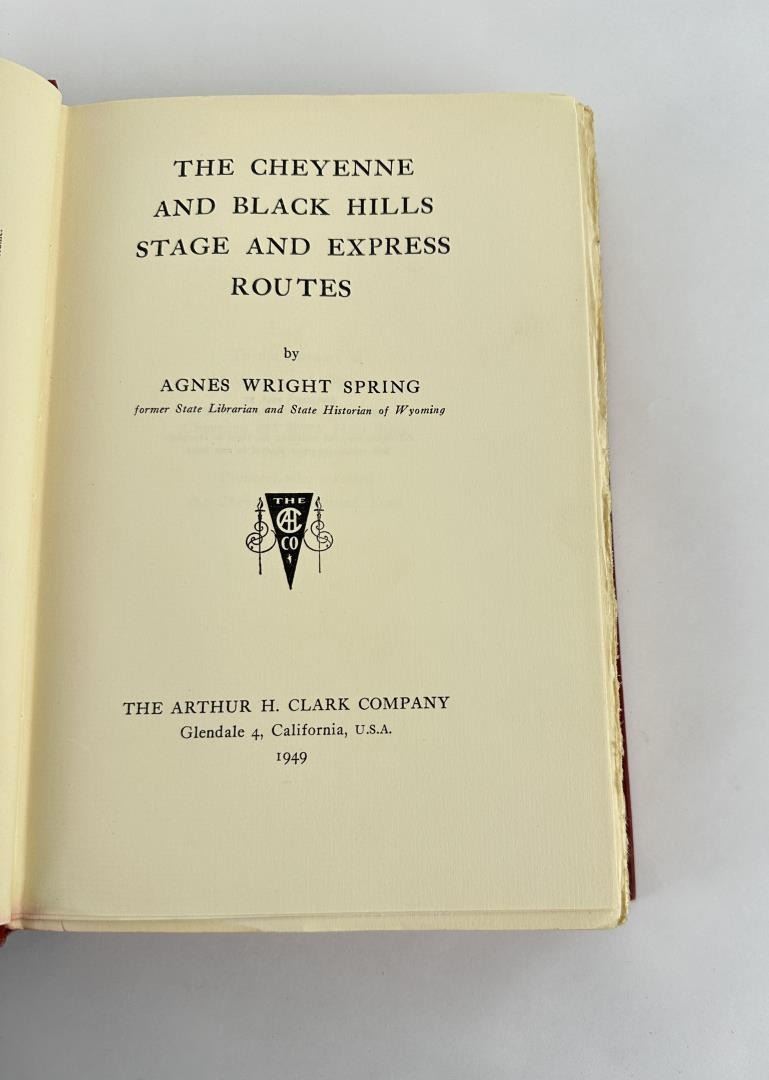 THE CHEYENNE
AND BLACK HILLS
STAGE AND EXPRESS
ROUTES
by
AGNES WRIGHT SPRING
former State Librarian and State Historian of Wyoming
THE
AHC
CO
THE ARTHUR H. CLARK COMPANY
Glendale 4, California, U.S.A.
1949